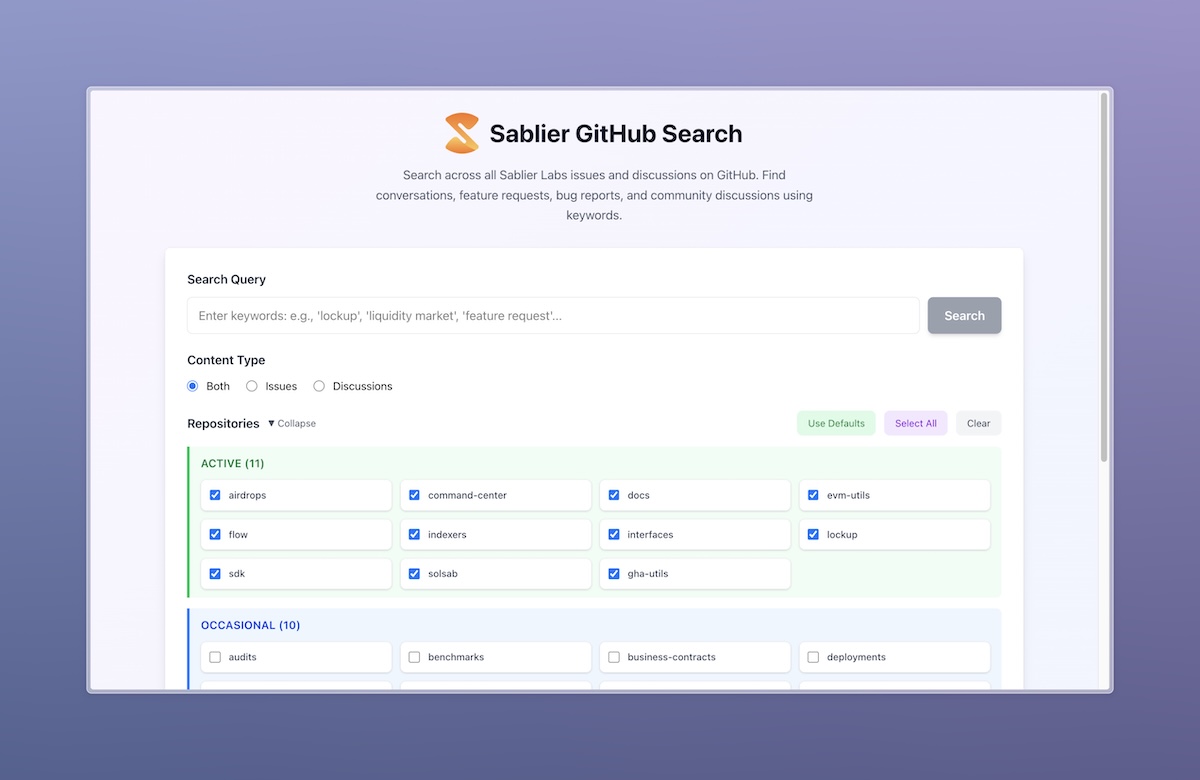 Sablier GitHub Search
Search across all Sablier Labs issues and discussions on GitHub. Find
conversations, feature requests, bug reports, and community discussions using
keywords.
Search Query
Enter keywords: e.g., 'lockup', 'liquidity market', 'feature request'...
Search
Content Type
Both Issues Discussions
Repositories ▼ Collapse
Use Defaults Select All Clear
ACTIVE (11)
airdrops command-center docs evm-utils
flow indexers interfaces lockup
sdk solsab gha-utils
OCCASIONAL (10)
audits benchmarks business-contracts deployments